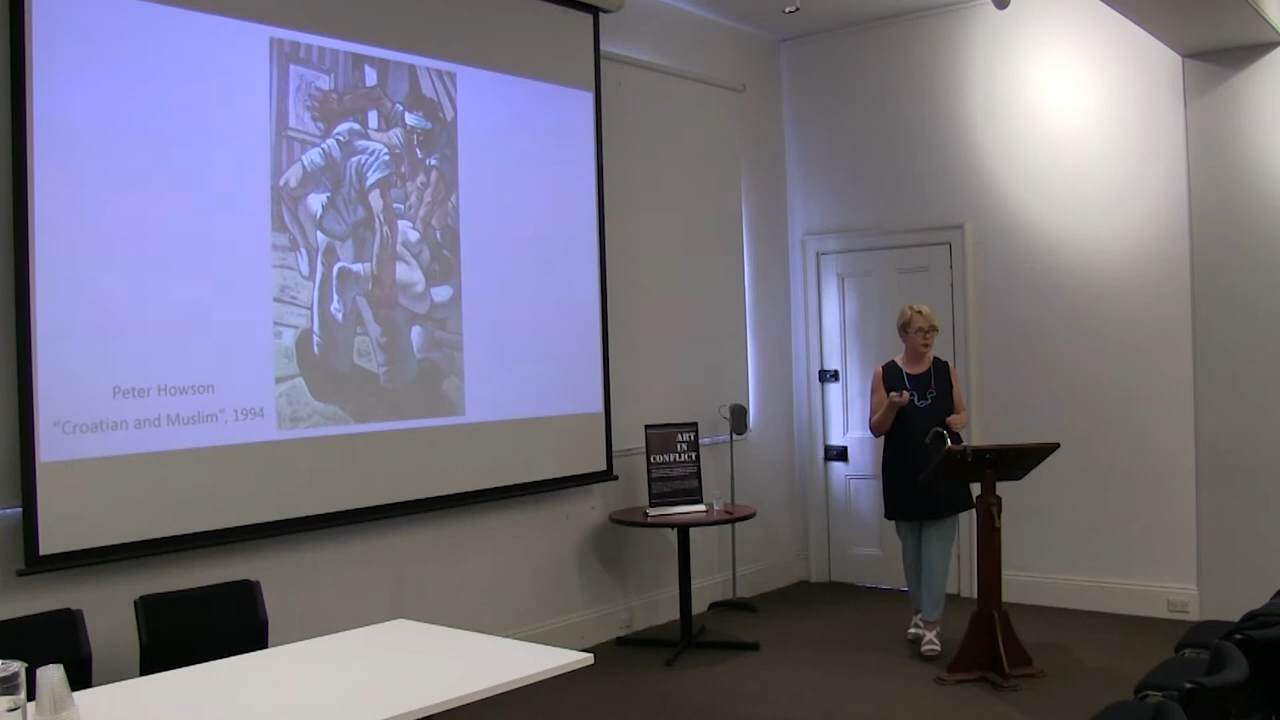 Peter Howson
“Croatian and Muslim”, 1994
ART
IN
CONFLICT